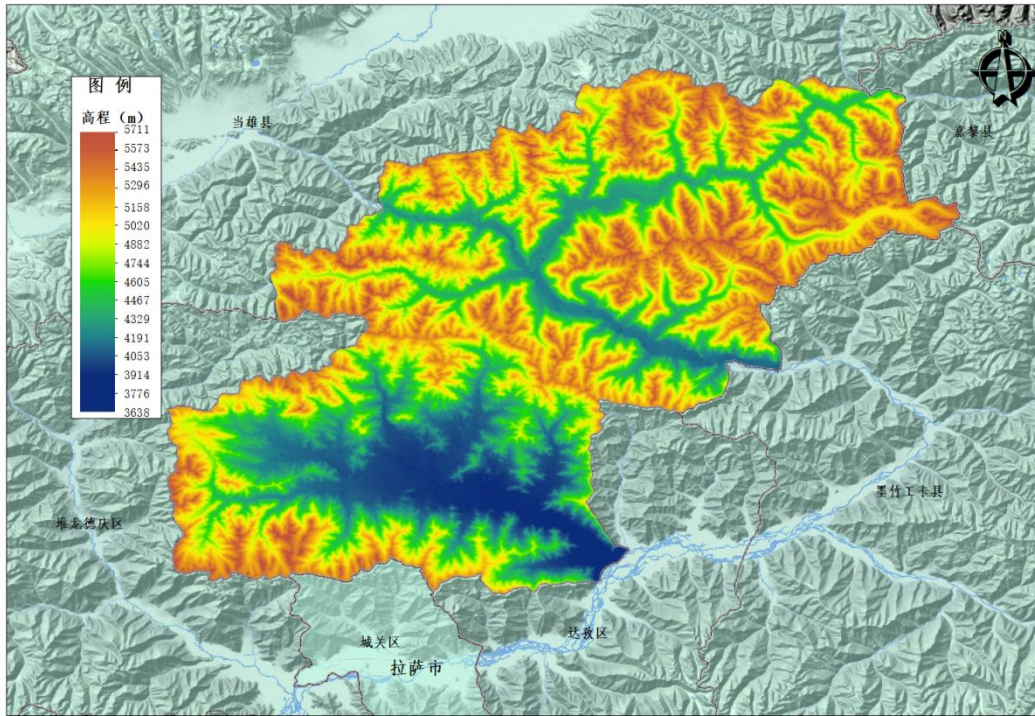 图 例
高程 (m)
5711
5573
5435
5296
5158
5020
4882
4744
4605
4467
4329
4191
4053
3914
3776
3638
N
当雄县
嘉黎县
墨竹工卡县
堆龙德庆区
达孜区
城关区
拉萨市